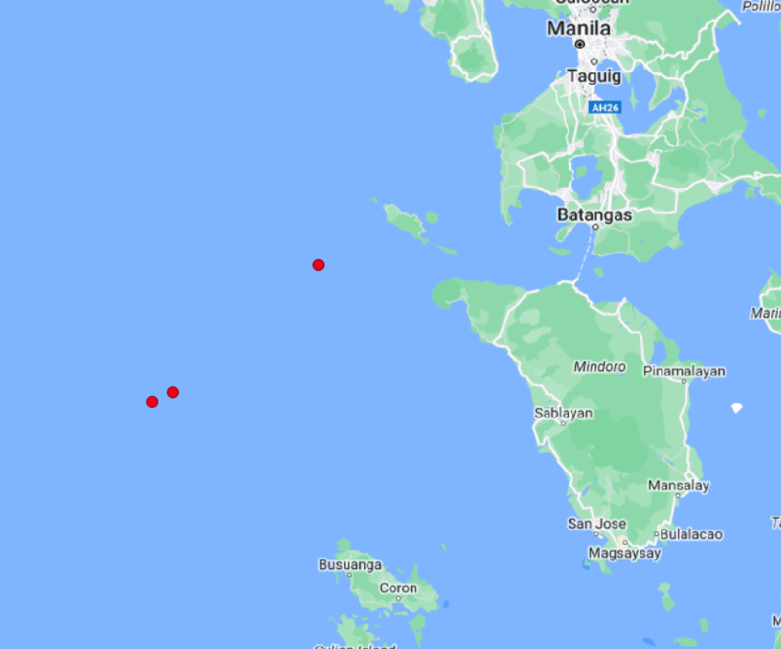 Manila
Taguig
AH26
Batangas
Mindoro
Pinamalayan
Sablayan
Mansalay
San Jose
Bulalacao
Magsaysay
Busuanga
Coron